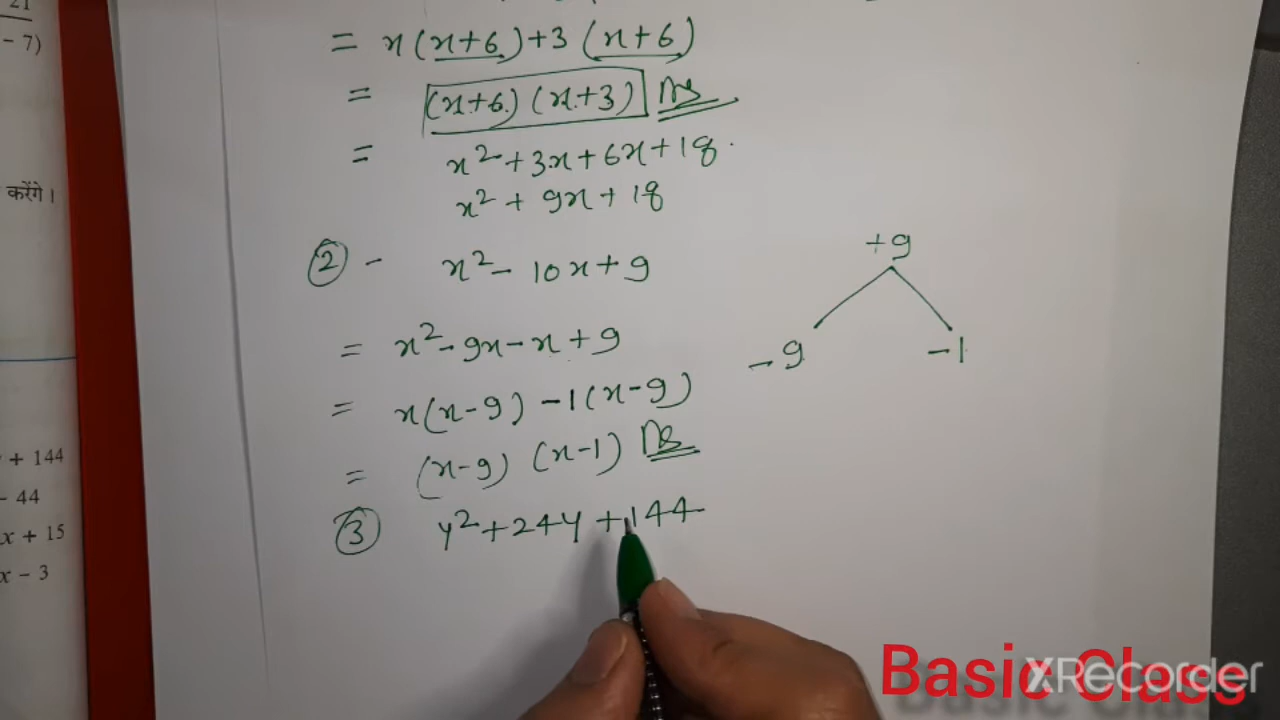 21
- 7)
= x (x+6) + 3 (x+6)
= (x+6) (x+3) Ans
= x² + 3x + 6x + 18.
करेंगे।
x² + 9x + 18
+9
② - x² - 10x + 9
= x² - 9x - x + 9
-9 -1
= x(x-9) - 1(x-9)
+ 144
= (x-9) (x-1) Ans
- 44
③ y² + 24y + 144
x + 15
x - 3
Basic Class
XRecorder